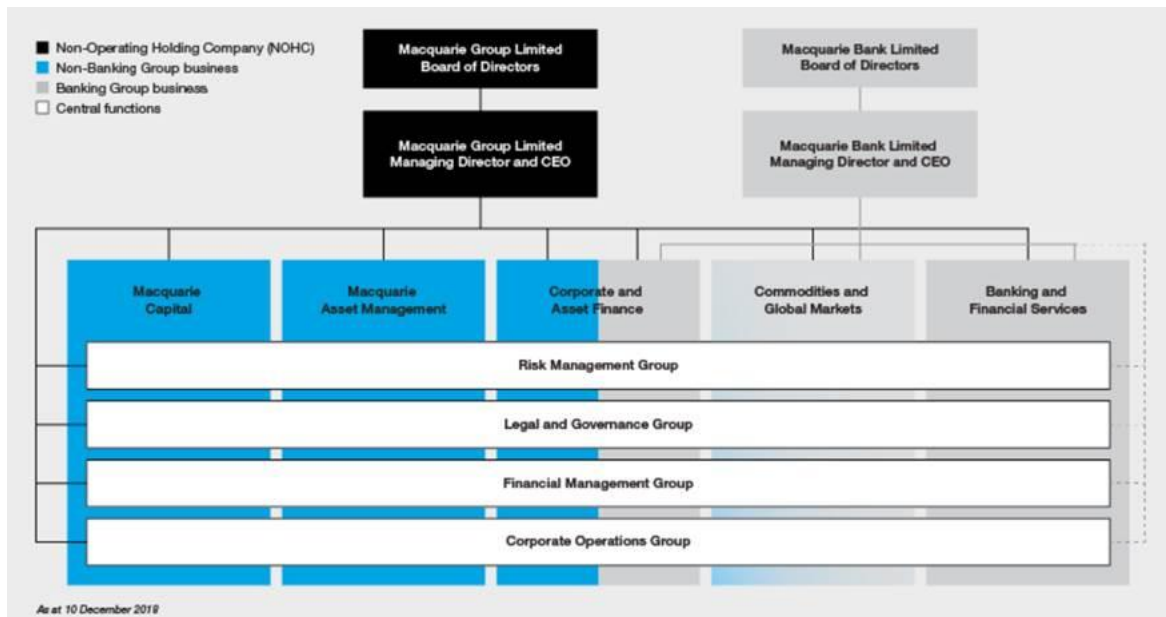 Non-Operating Holding Company (NOHC)
Non-Banking Group business
Banking Group business
Central functions
Macquarie Group Limited
Board of Directors
Macquarie Bank Limited
Board of Directors
Macquarie Group Limited
Managing Director and CEO
Macquarie Bank Limited
Managing Director and CEO
Macquarie
Capital
Macquarie
Asset Management
Corporate and
Asset Finance
Commodities and
Global Markets
Banking and
Financial Services
Risk Management Group
Legal and Governance Group
Financial Management Group
Corporate Operations Group
As at 10 December 2018